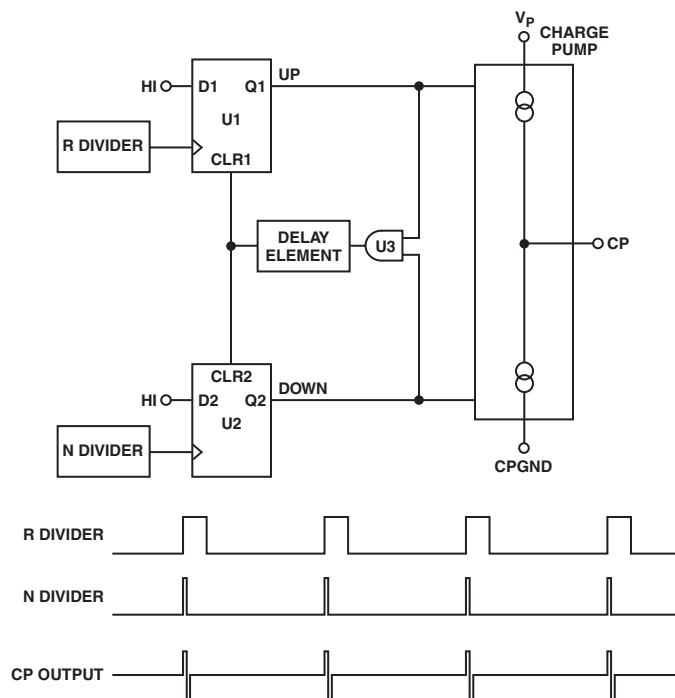 VP
CHARGE
PUMP
UP
HI
D1 Q1
U1
R DIVIDER
CLR1
DELAY
ELEMENT
U3
CP
CLR2
DOWN
HI
D2 Q2
U2
N DIVIDER
CPGND
R DIVIDER
N DIVIDER
CP OUTPUT